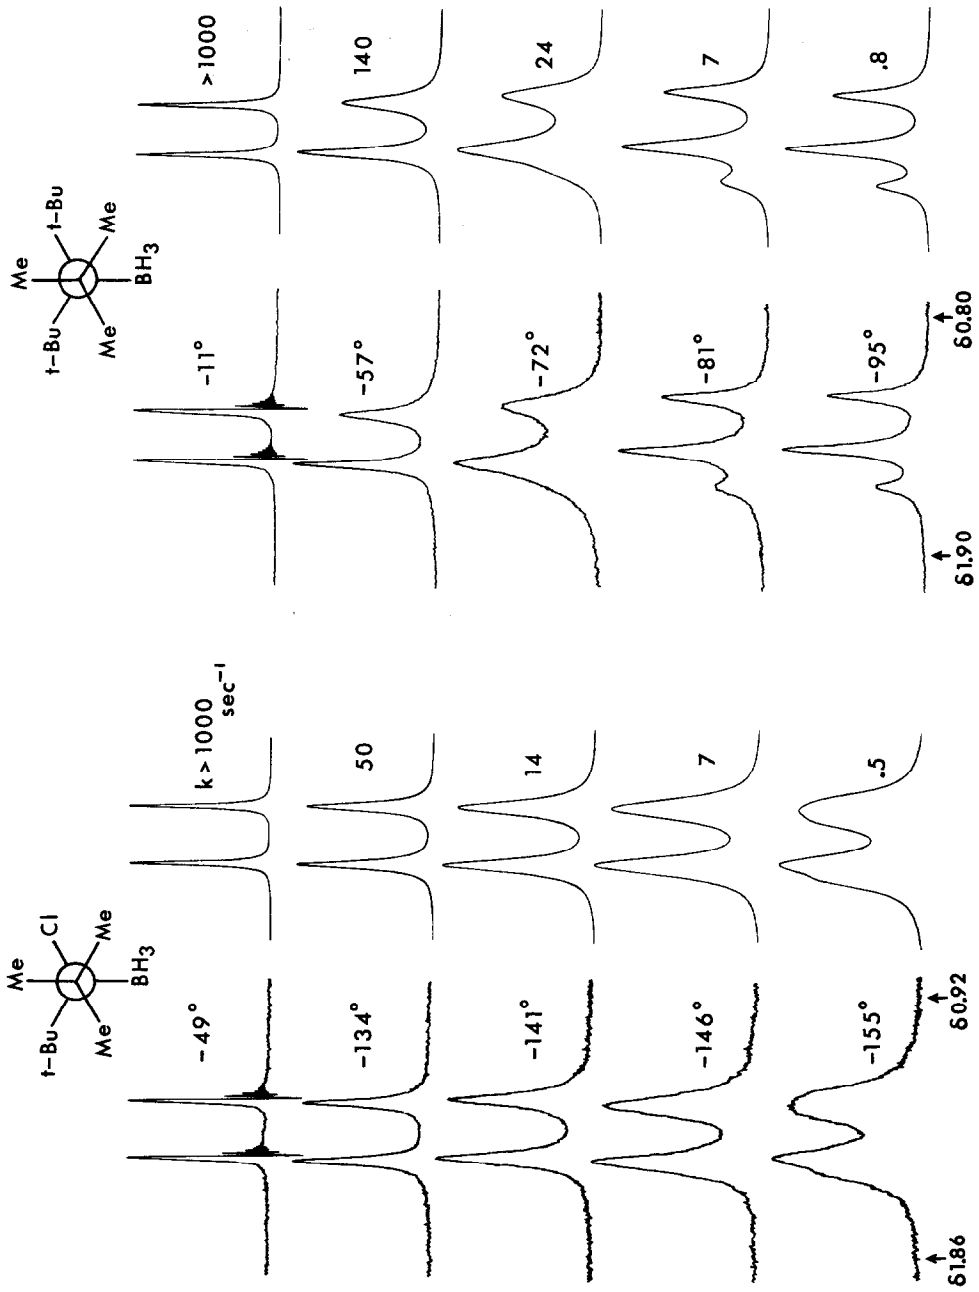 Me
t-Bu
Cl
Me
Me
BH3
-49°
k > 1000 sec-1
-134°
50
-141°
14
-146°
7
-155°
.5
δ1.86
δ0.92
Me
t-Bu
t-Bu
Me
Me
BH3
-11°
>1000
-57°
140
-72°
24
-81°
7
-95°
.8
δ1.90
δ0.80